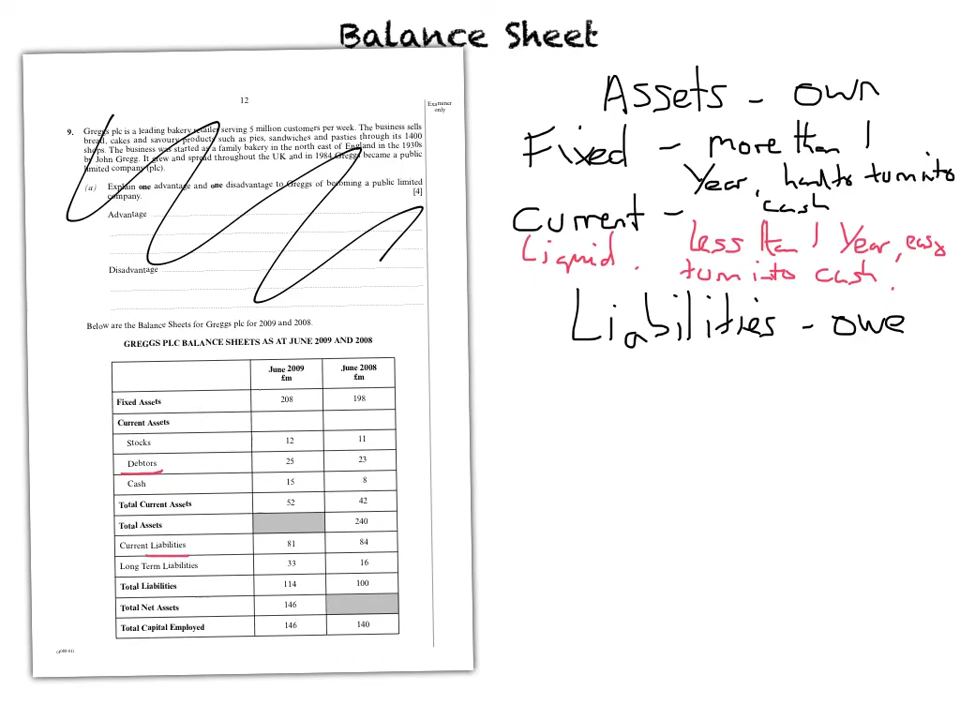 Balance Sheet
12
Examiner
only
9. Greggs plc is a leading bakery retailer serving 5 million customers per week. The business sells
bread, cakes and savoury products such as pies, sandwiches and pasties through its 1400
shops. The business was started as a family bakery in the north east of England in the 1930s
by John Gregg. It grew and spread throughout the UK and in 1984 Greggs became a public
limited company (plc).
(a) Explain one advantage and one disadvantage to Greggs of becoming a public limited
company. [4]
Advantage
Disadvantage
Below are the Balance Sheets for Greggs plc for 2009 and 2008.
GREGGS PLC BALANCE SHEETS AS AT JUNE 2009 AND 2008
June 2009 June 2008
£m £m
Fixed Assets 208 198
Current Assets
Stocks 12 11
Debtors 25 23
Cash 15 8
Total Current Assets 52 42
Total Assets 240
Current Liabilities 81 84
Long Term Liabilities 33 16
Total Liabilities 114 100
Total Net Assets 146
Total Capital Employed 146 140
Assets - own
Fixed - more than 1
Year, hard to turn into
cash
Current -
Liquid. less than 1 Year, easy
turn into cash.
Liabilities - owe